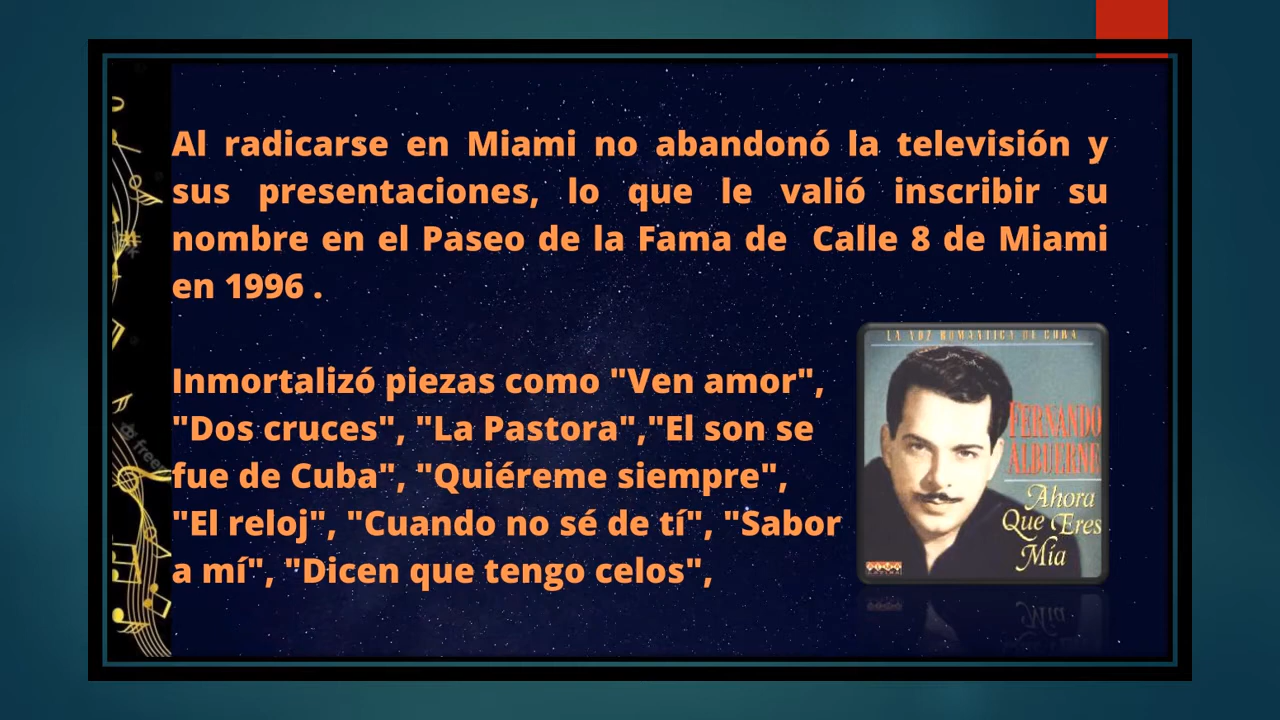 Al radicarse en Miami no abandonó la televisión y
sus presentaciones, lo que le valió inscribir su
nombre en el Paseo de la Fama de Calle 8 de Miami
en 1996 .
Inmortalizó piezas como "Ven amor",
"Dos cruces", "La Pastora","El son se
fue de Cuba", "Quiéreme siempre",
"El reloj", "Cuando no sé de tí", "Sabor
a mí", "Dicen que tengo celos",
LA VOZ ROMANTICA DE CUBA
FERNANDO
ALBUERNE
Ahora
Que Eres
Mía